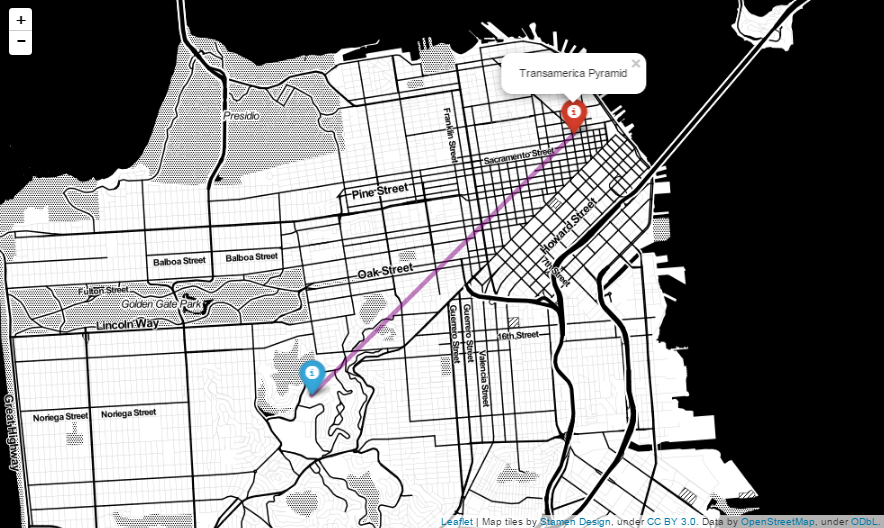 +
−
Transamerica Pyramid
×
Presidio
Franklin Street
Sacramento Street
Pine Street
Howard Street
7th Street
Balboa Street
Balboa Street
Oak Street
Fulton Street
Golden Gate Park
Lincoln Way
Guerrero Street
Guerrero Street
16th Street
Valencia Street
Great Highway
Noriega Street
Noriega Street
Leaflet | Map tiles by Stamen Design, under CC BY 3.0. Data by OpenStreetMap, under ODbL.